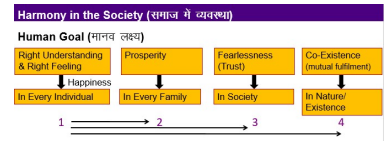 Harmony in the Society (समाज में व्यवस्था)
Human Goal (मानव लक्ष्य)
Right Understanding
& Right Feeling
Prosperity
Fearlessness
(Trust)
Co-Existence
(mutual fulfilment)
Happiness
In Every Individual
In Every Family
In Society
In Nature/
Existence
1
2
3
4